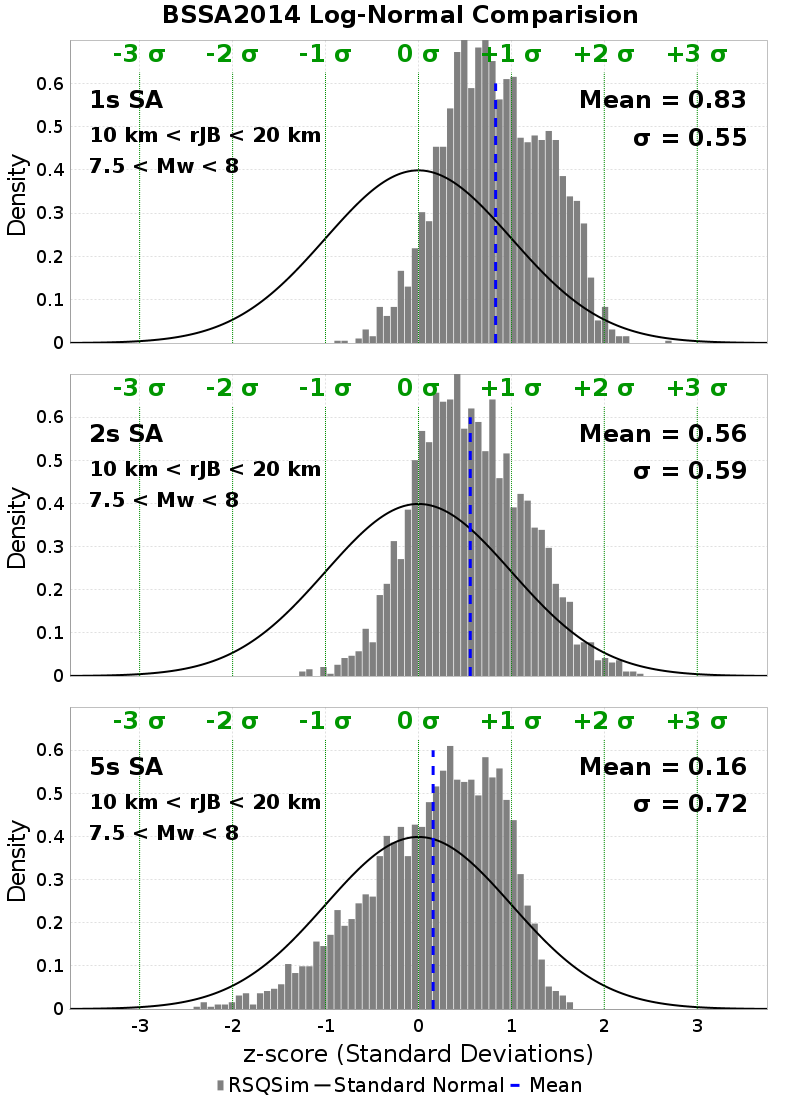 BSSA2014 Log-Normal Comparision
-3 σ -2 σ -1 σ 0 σ +1 σ +2 σ +3 σ
1s SA
Mean = 0.83
10 km < rJB < 20 km
σ = 0.55
7.5 < Mw < 8
Density
0.6
0.5
0.4
0.3
0.2
0.1
0
-3 σ -2 σ -1 σ 0 σ +1 σ +2 σ +3 σ
2s SA
Mean = 0.56
10 km < rJB < 20 km
σ = 0.59
7.5 < Mw < 8
Density
0.6
0.5
0.4
0.3
0.2
0.1
0
-3 σ -2 σ -1 σ 0 σ +1 σ +2 σ +3 σ
5s SA
Mean = 0.16
10 km < rJB < 20 km
σ = 0.72
7.5 < Mw < 8
Density
0.6
0.5
0.4
0.3
0.2
0.1
0
-3 -2 -1 0 1 2 3
z-score (Standard Deviations)
RSQSim Standard Normal Mean